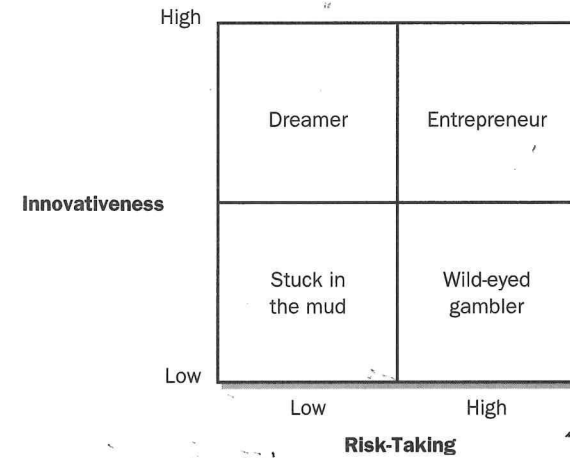 High
Dreamer
Entrepreneur
Innovativeness
Stuck in
the mud
Wild-eyed
gambler
Low
Low
High
Risk-Taking